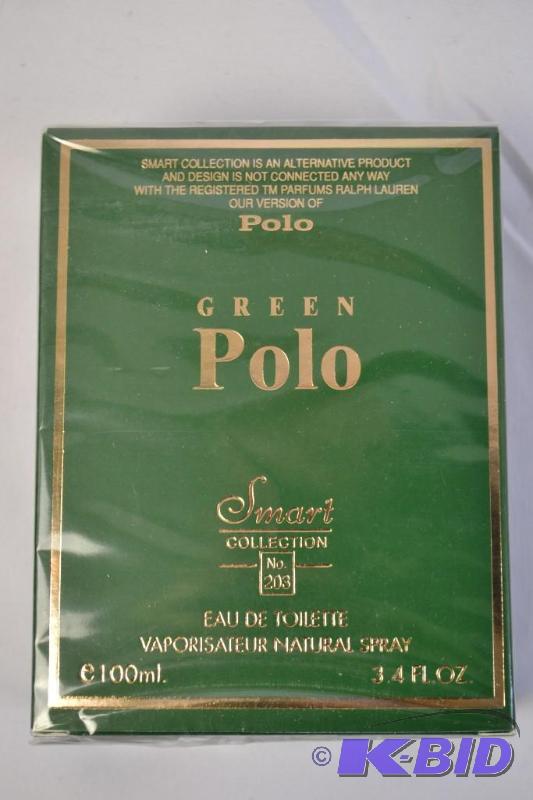 SMART COLLECTION IS AN ALTERNATIVE PRODUCT
AND DESIGN IS NOT CONNECTED ANY WAY
WITH THE REGISTERED TM PARFUMS RALPH LAUREN
OUR VERSION OF
Polo
GREEN
Polo
Smart
COLLECTION
No.
203
EAU DE TOILETTE
VAPORISATEUR NATURAL SPRAY
e100ml. 3.4 FL.OZ.
© K-BID